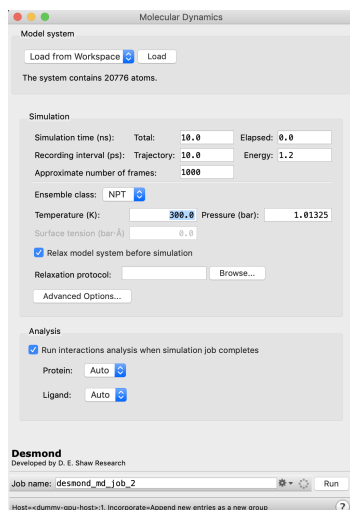 Molecular Dynamics
Model system
Load from Workspace Load
The system contains 20776 atoms.
Simulation
Simulation time (ns): Total: 10.0 Elapsed: 0.0
Recording interval (ps): Trajectory: 10.0 Energy: 1.2
Approximate number of frames: 1000
Ensemble class: NPT
Temperature (K): 300.0 Pressure (bar): 1.01325
Surface tension (bar·Å) 0.0
Relax model system before simulation
Relaxation protocol: Browse...
Advanced Options...
Analysis
Run interactions analysis when simulation job completes
Protein: Auto
Ligand: Auto
Desmond
Developed by D. E. Shaw Research
Job name: desmond_md_job_2 Run
Host=<dummy-gpu-host>:1, Incorporate=Append new entries as a new group ?